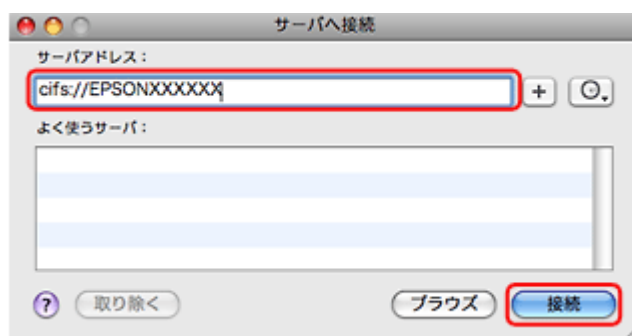 サーバへ接続
サーバアドレス：
cifs://EPSONXXXXXX
+
よく使うサーバ：
? 取り除く ブラウズ 接続